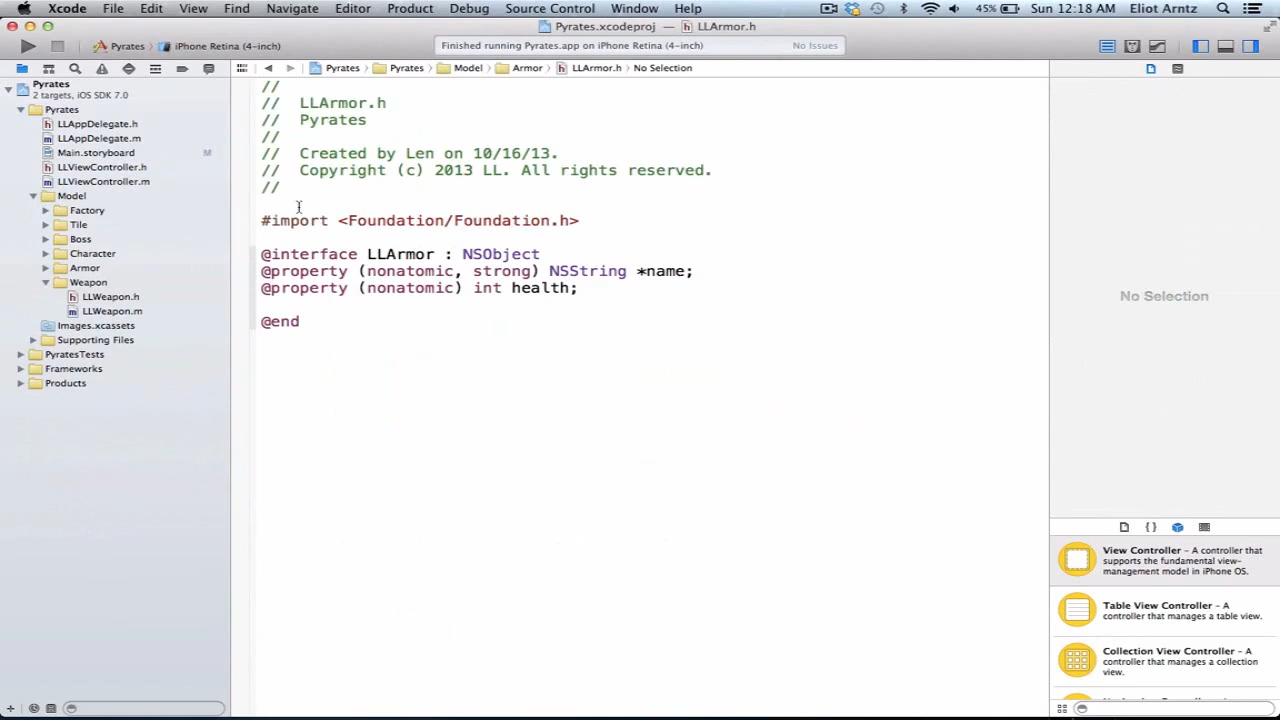 Xcode File Edit View Find Navigate Editor Product Debug Source Control Window Help 45% Sun 12:18 AM Eliot Arntz
Pyrates.xcodeproj — LLArmor.h
Pyrates iPhone Retina (4-inch) Finished running Pyrates.app on iPhone Retina (4-inch) No Issues
Pyrates Pyrates Model Armor LLArmor.h No Selection
Pyrates
2 targets, iOS SDK 7.0
Pyrates
LLAppDelegate.h
LLAppDelegate.m
Main.storyboard M
LLViewController.h
LLViewController.m
Model
Factory
Tile
Boss
Character
Armor
Weapon
LLWeapon.h
LLWeapon.m
Images.xcassets
Supporting Files
PyratesTests
Frameworks
Products
//
// LLArmor.h
// Pyrates
//
// Created by Len on 10/16/13.
// Copyright (c) 2013 LL. All rights reserved.
//
#import <Foundation/Foundation.h>
@interface LLArmor : NSObject
@property (nonatomic, strong) NSString *name;
@property (nonatomic) int health;
@end
No Selection
{ }
View Controller – A controller that
supports the fundamental view-
management model in iPhone OS.
Table View Controller – A
controller that manages a table view.
Collection View Controller – A
controller that manages a collection
view.